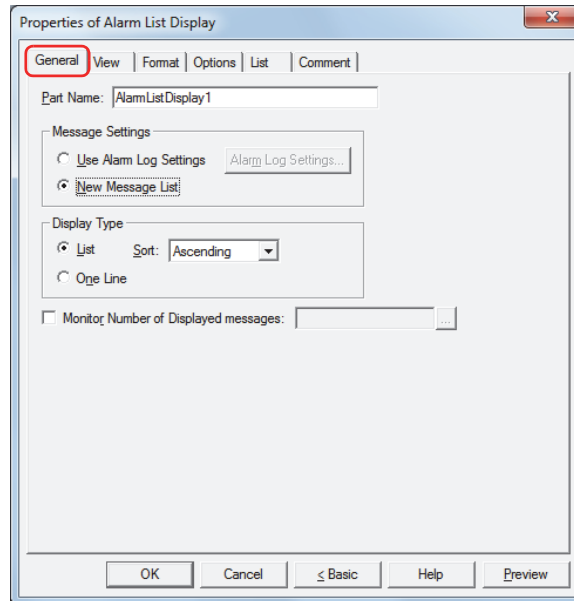 Properties of Alarm List Display
x
General View Format Options List Comment
Part Name: AlarmListDisplay1
Message Settings
Use Alarm Log Settings Alarm Log Settings...
New Message List
Display Type
List Sort: Ascending
One Line
Monitor Number of Displayed messages: ...
OK Cancel < Basic Help Preview